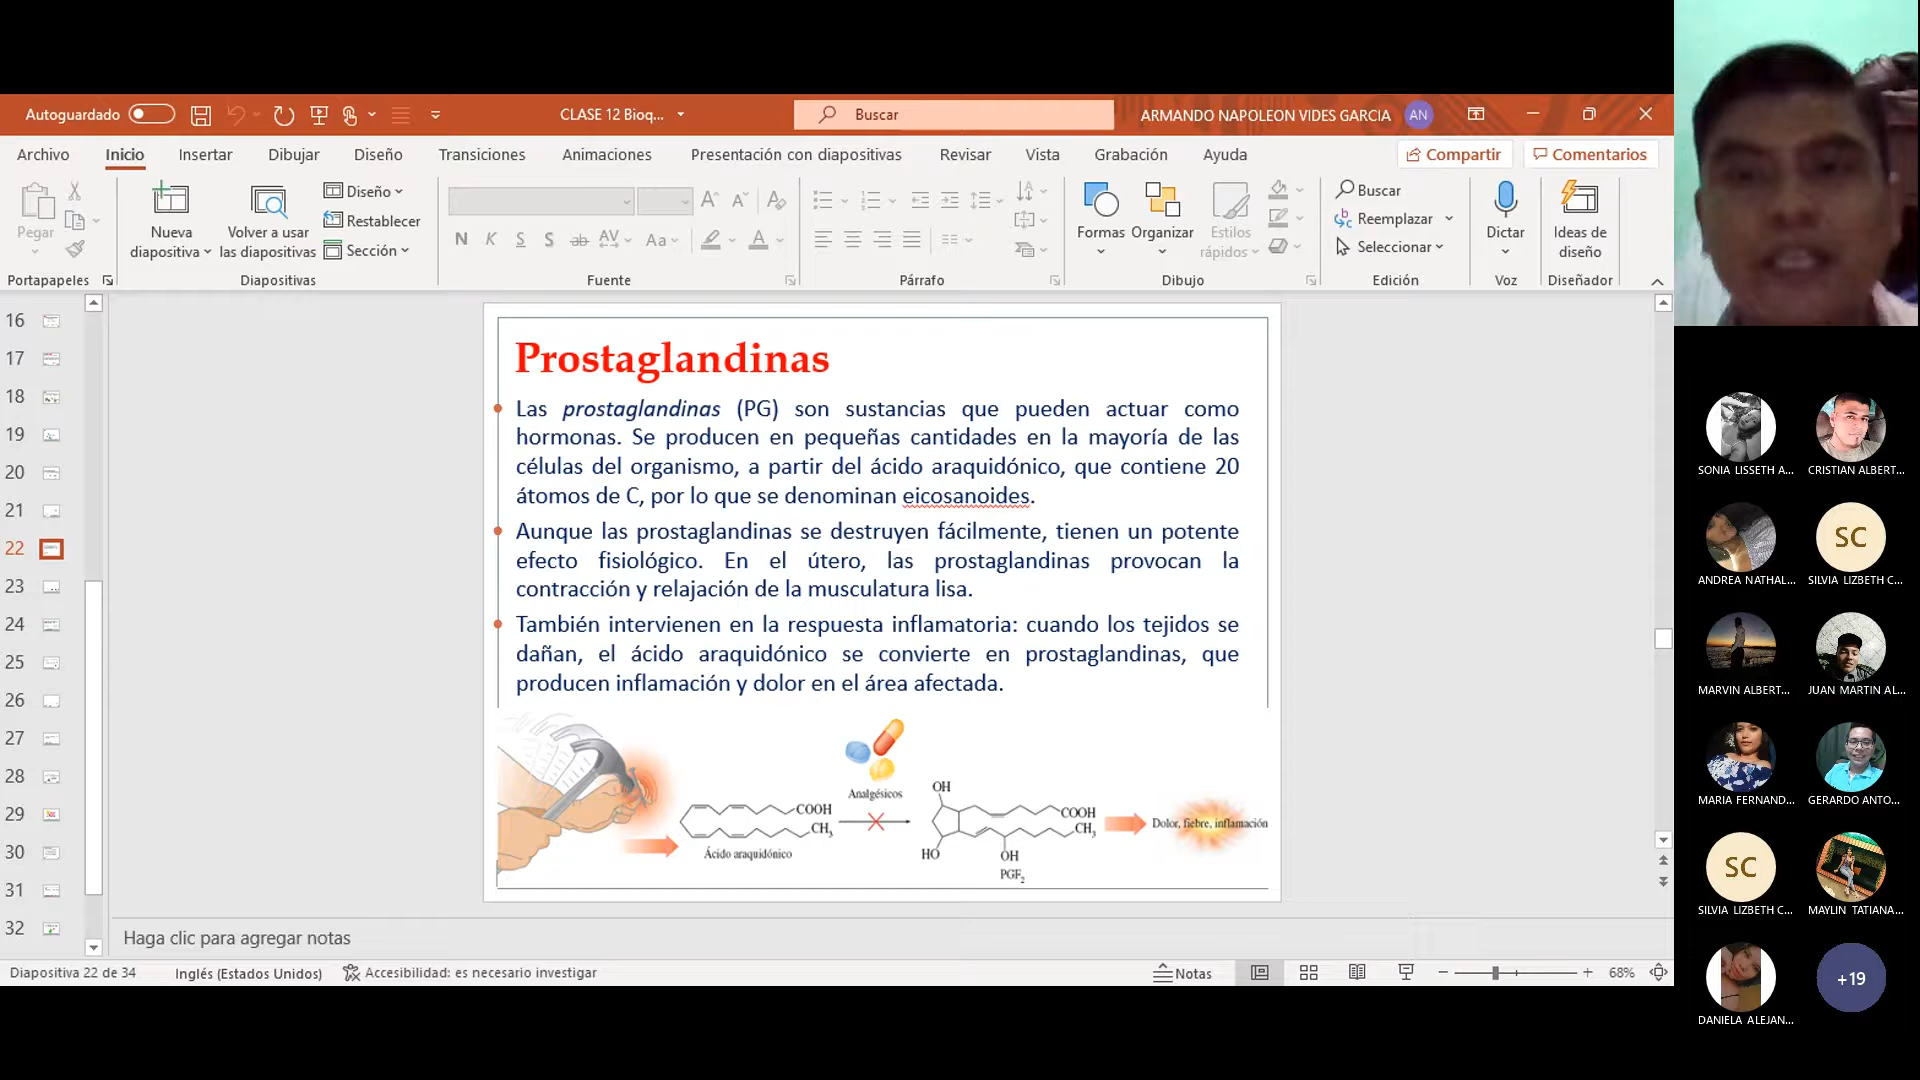 Autoguardado
CLASE 12 Bioq...
Buscar
ARMANDO NAPOLEON VIDES GARCIA
AN
Archivo
Inicio
Insertar
Dibujar
Diseño
Transiciones
Animaciones
Presentación con diapositivas
Revisar
Vista
Grabación
Ayuda
Compartir
Comentarios
Pegar
Nueva
diapositiva
Volver a usar
las diapositivas
Diseño
Restablecer
Sección
N K S S ab AV Aa A
Formas
Organizar
Estilos
rápidos
Buscar
Reemplazar
Seleccionar
Dictar
Ideas de
diseño
Portapapeles
Diapositivas
Fuente
Párrafo
Dibujo
Edición
Voz
Diseñador
16
17
18
19
20
21
22
23
24
25
26
27
28
29
30
31
32
Prostaglandinas
Las prostaglandinas (PG) son sustancias que pueden actuar como
hormonas. Se producen en pequeñas cantidades en la mayoría de las
células del organismo, a partir del ácido araquidónico, que contiene 20
átomos de C, por lo que se denominan eicosanoides.
Aunque las prostaglandinas se destruyen fácilmente, tienen un potente
efecto fisiológico. En el útero, las prostaglandinas provocan la
contracción y relajación de la musculatura lisa.
También intervienen en la respuesta inflamatoria: cuando los tejidos se
dañan, el ácido araquidónico se convierte en prostaglandinas, que
producen inflamación y dolor en el área afectada.
Analgésicos
COOH
CH3
Ácido araquidónico
OH
COOH
CH3
HO
OH
PGF2
Dolor, fiebre, inflamación
Haga clic para agregar notas
Diapositiva 22 de 34
Inglés (Estados Unidos)
Accesibilidad: es necesario investigar
Notas
68%
SONIA LISSETH A...
CRISTIAN ALBERT...
ANDREA NATHAL...
SC
SILVIA LIZBETH C...
MARVIN ALBERT...
JUAN MARTIN AL...
MARIA FERNAND...
GERARDO ANTO...
SC
SILVIA LIZBETH C...
MAYLIN TATIANA...
DANIELA ALEJAN...
+19